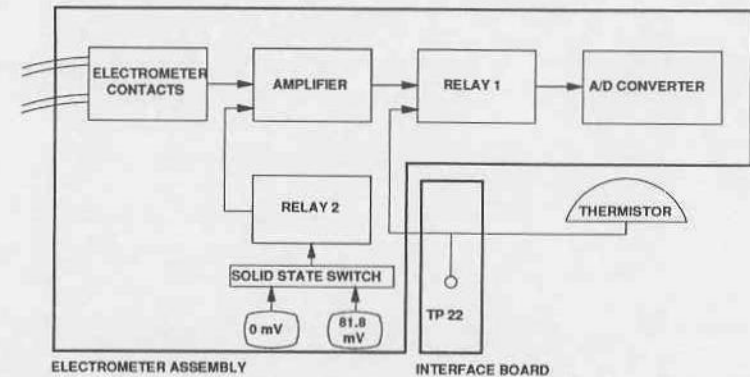 ELECTROMETER
CONTACTS
AMPLIFIER
RELAY 1
A/D CONVERTER
RELAY 2
THERMISTOR
SOLID STATE SWITCH
0 mV
81.8
mV
TP 22
ELECTROMETER ASSEMBLY
INTERFACE BOARD